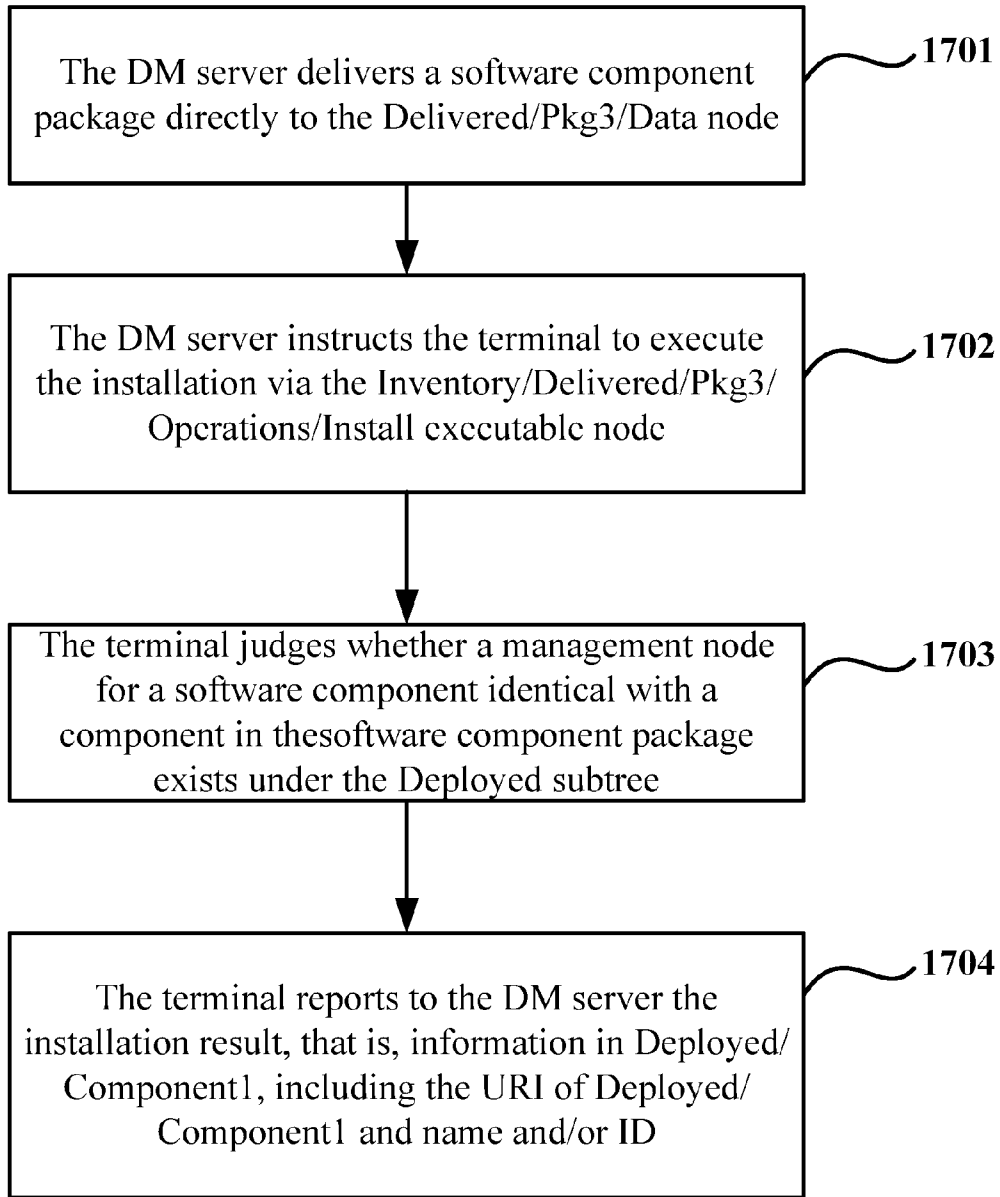 The DM server delivers a software component
package directly to the Delivered/Pkg3/Data node
1701
The DM server instructs the terminal to execute
the installation via the Inventory/Delivered/Pkg3/
Operations/Install executable node
1702
The terminal judges whether a management node
for a software component identical with a
component in thesoftware component package
exists under the Deployed subtree
1703
The terminal reports to the DM server the
installation result, that is, information in Deployed/
Component1, including the URI of Deployed/
Component1 and name and/or ID
1704